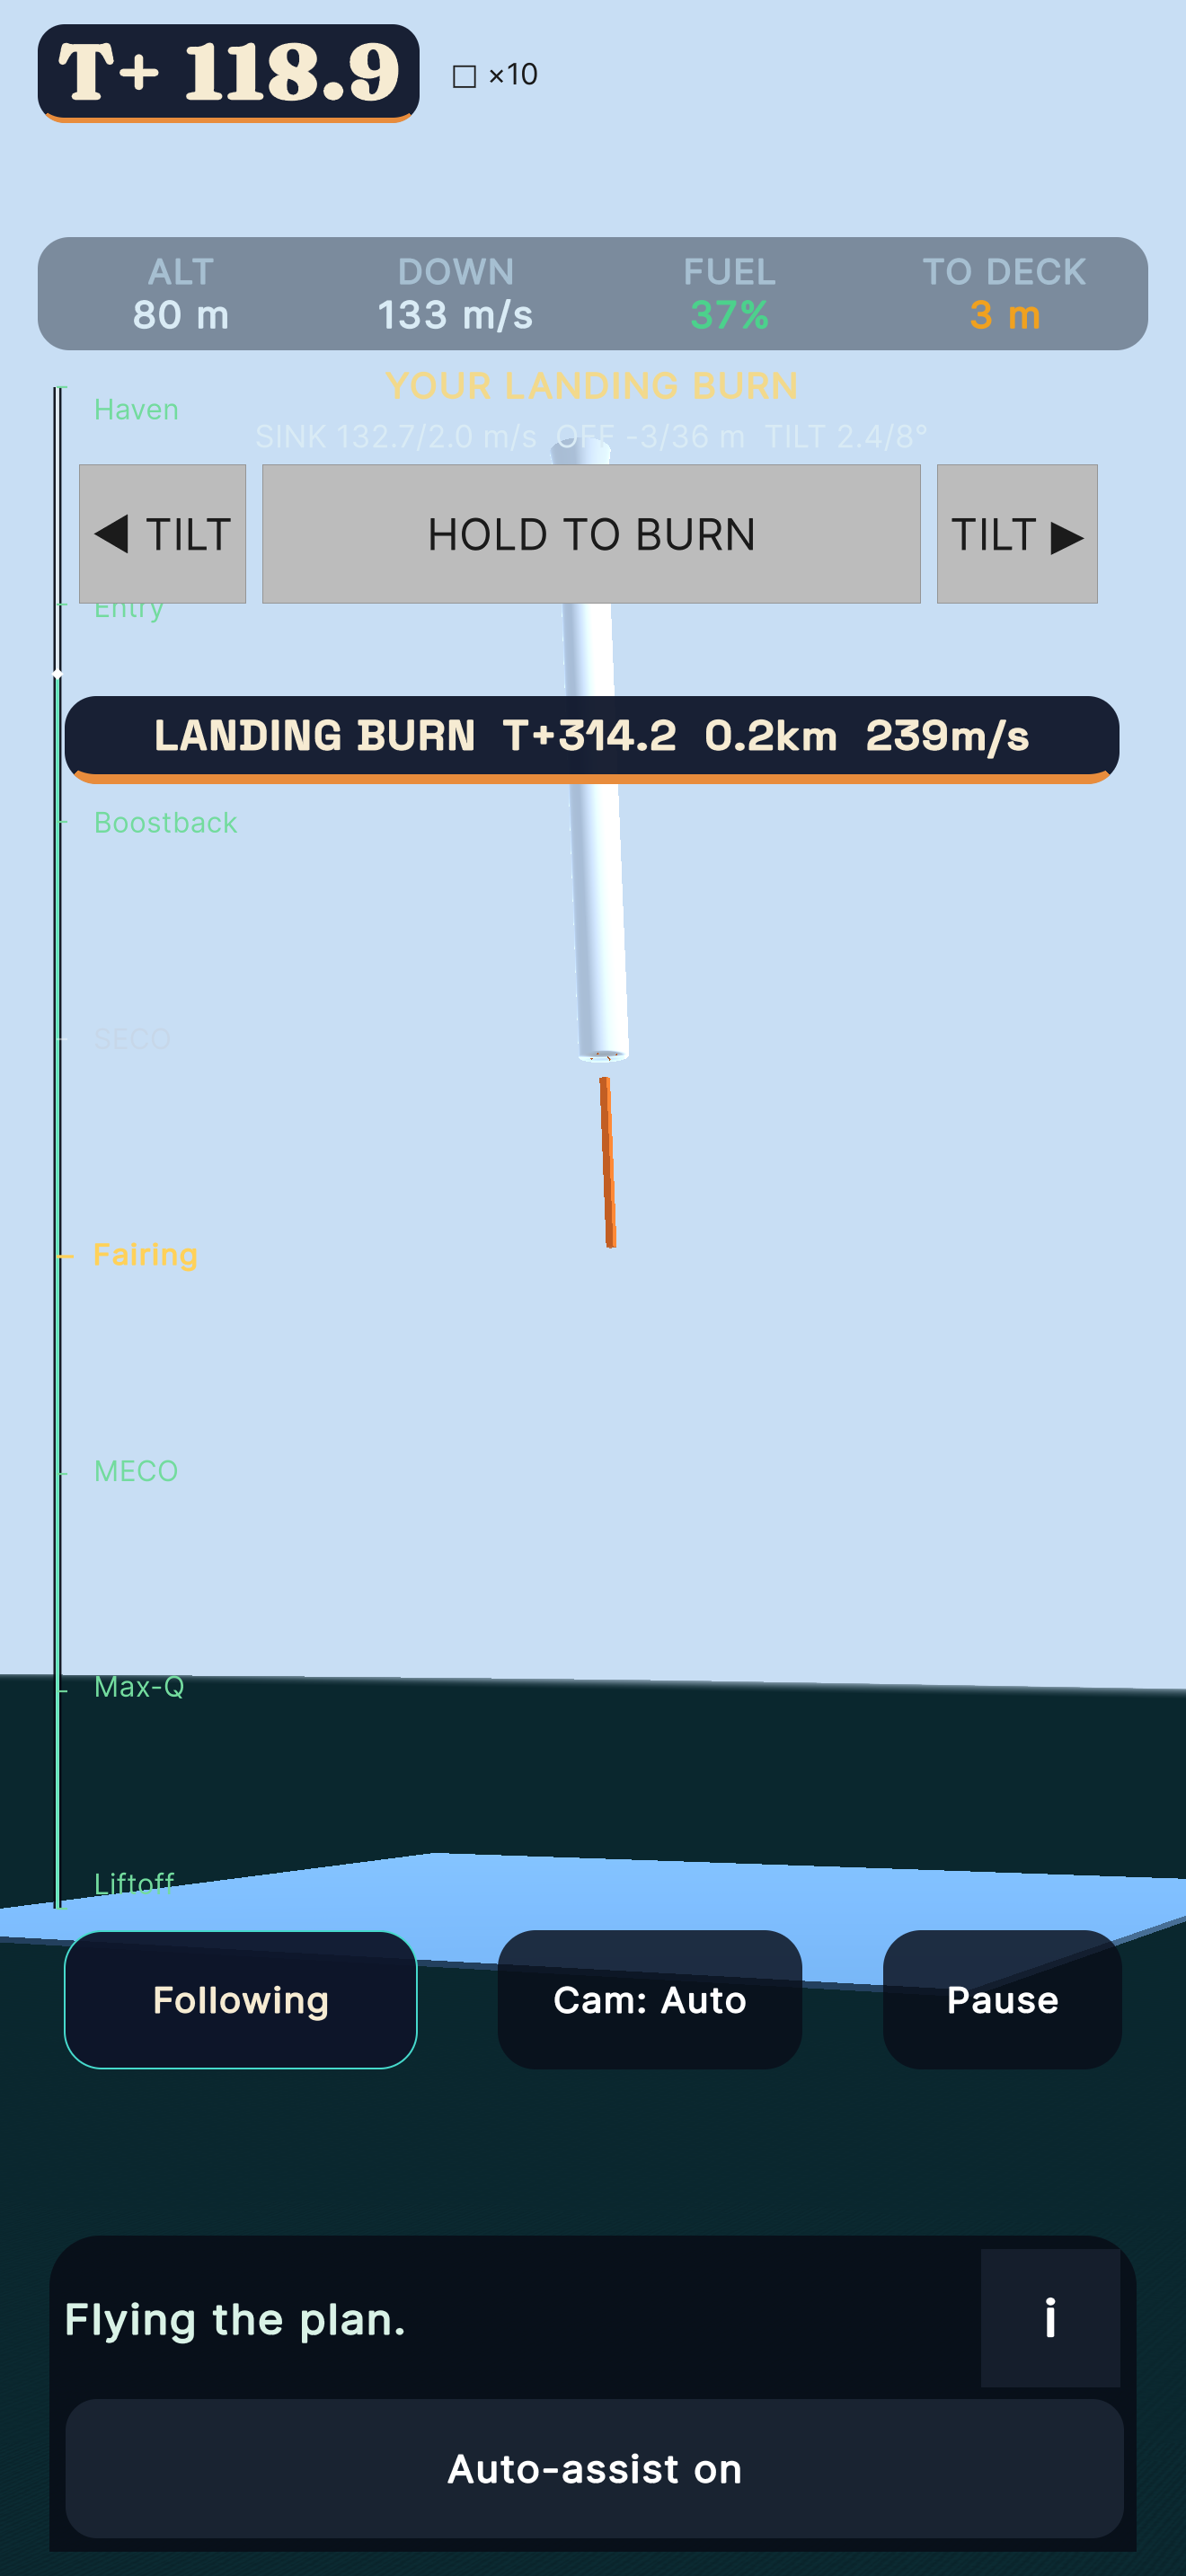 T+ 118.9
□ ×10
ALT DOWN FUEL TO DECK
80 m 133 m/s 37% 3 m
YOUR LANDING BURN
Haven
SINK 132.7/2.0 m/s OFF -3/36 m TILT 2.4/8°
◀ TILT HOLD TO BURN TILT ▶
Entry
LANDING BURN T+314.2 0.2km 239m/s
Boostback
SECO
Fairing
MECO
Max-Q
Liftoff
Following Cam: Auto Pause
Flying the plan. i
Auto-assist on